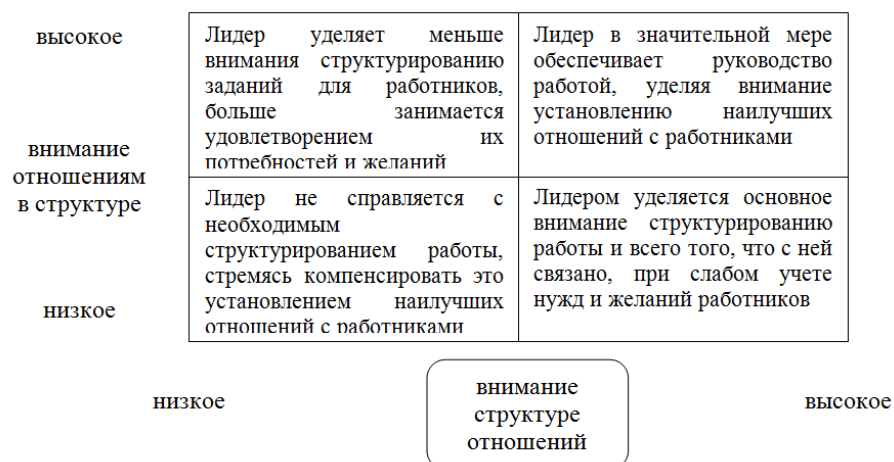 высокое
Лидер уделяет меньше
внимания структурированию
заданий для работников,
больше занимается
удовлетворением их
потребностей и желаний
Лидер в значительной мере
обеспечивает руководство
работой, уделяя внимание
установлению наилучших
отношений с работниками
внимание
отношениям
в структуре
Лидер не справляется с
необходимым
структурированием работы,
стремясь компенсировать это
установлением наилучших
отношений с работниками
Лидером уделяется основное
внимание структурированию
работы и всего того, что с ней
связано, при слабом учете
нужд и желаний работников
низкое
низкое
внимание
структуре
отношений
высокое